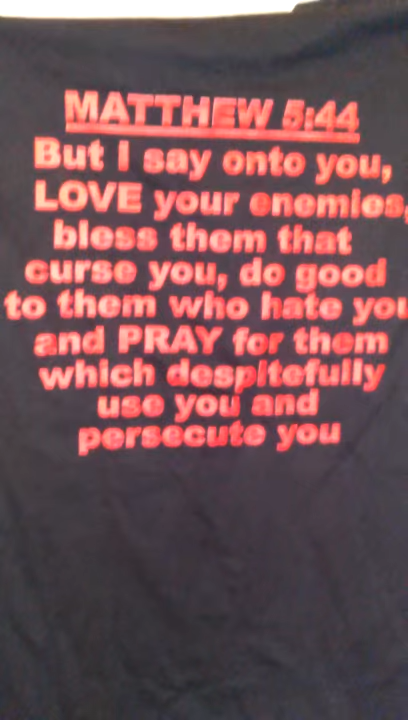 MATTHEW 5:44
But I say onto you,
LOVE your enemies,
bless them that
curse you, do good
to them who hate you
and PRAY for them
which despitefully
use you and
persecute you